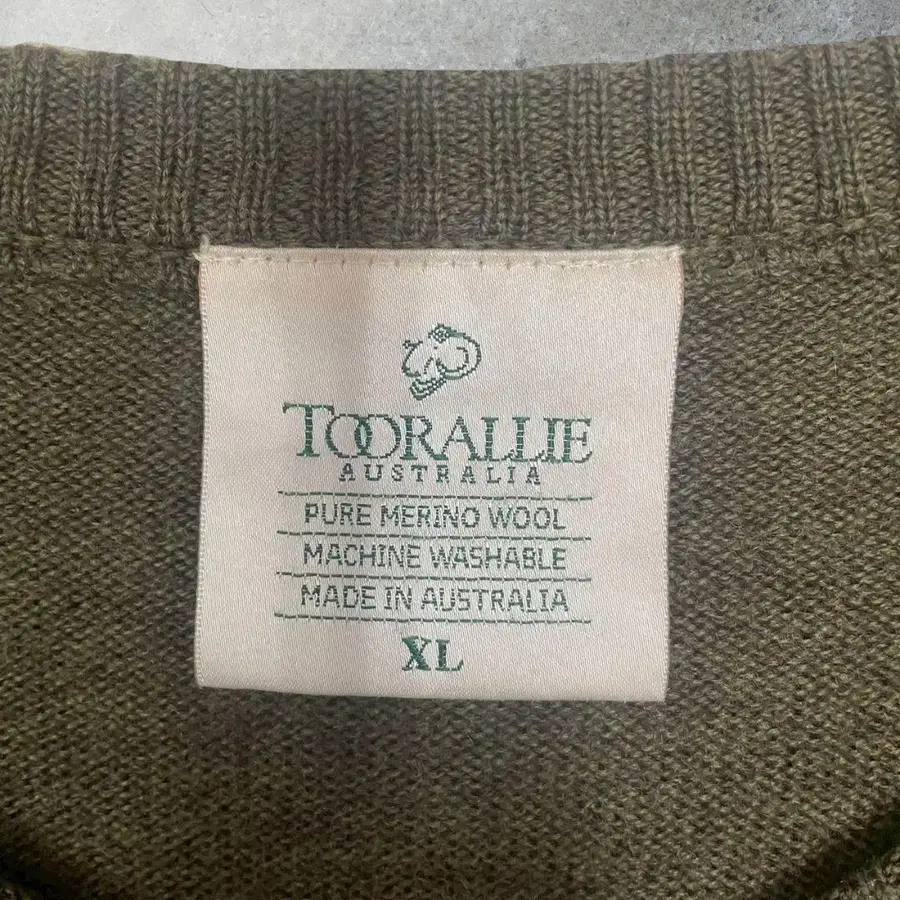 TOORALLIE
AUSTRALIA
PURE MERINO WOOL
MACHINE WASHABLE
MADE IN AUSTRALIA
XL